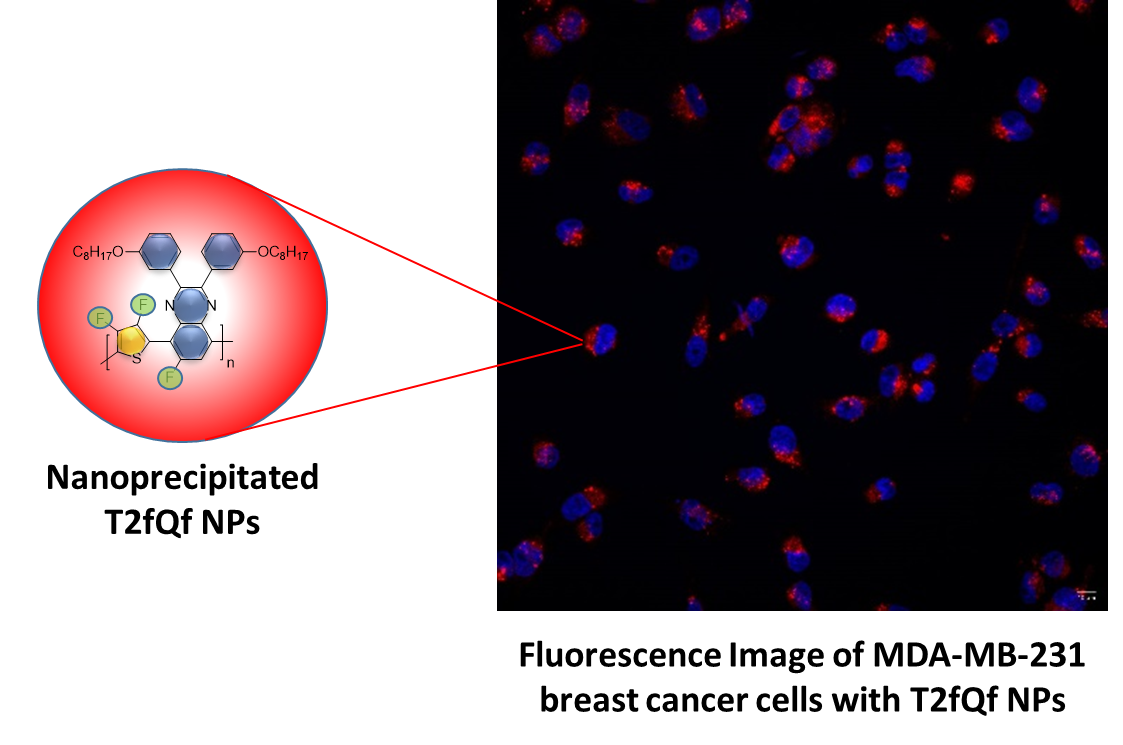 C8H17O
OC8H17
N
N
F
F
S
n
F
Nanoprecipitated
T2fQf NPs
Fluorescence Image of MDA-MB-231
breast cancer cells with T2fQf NPs